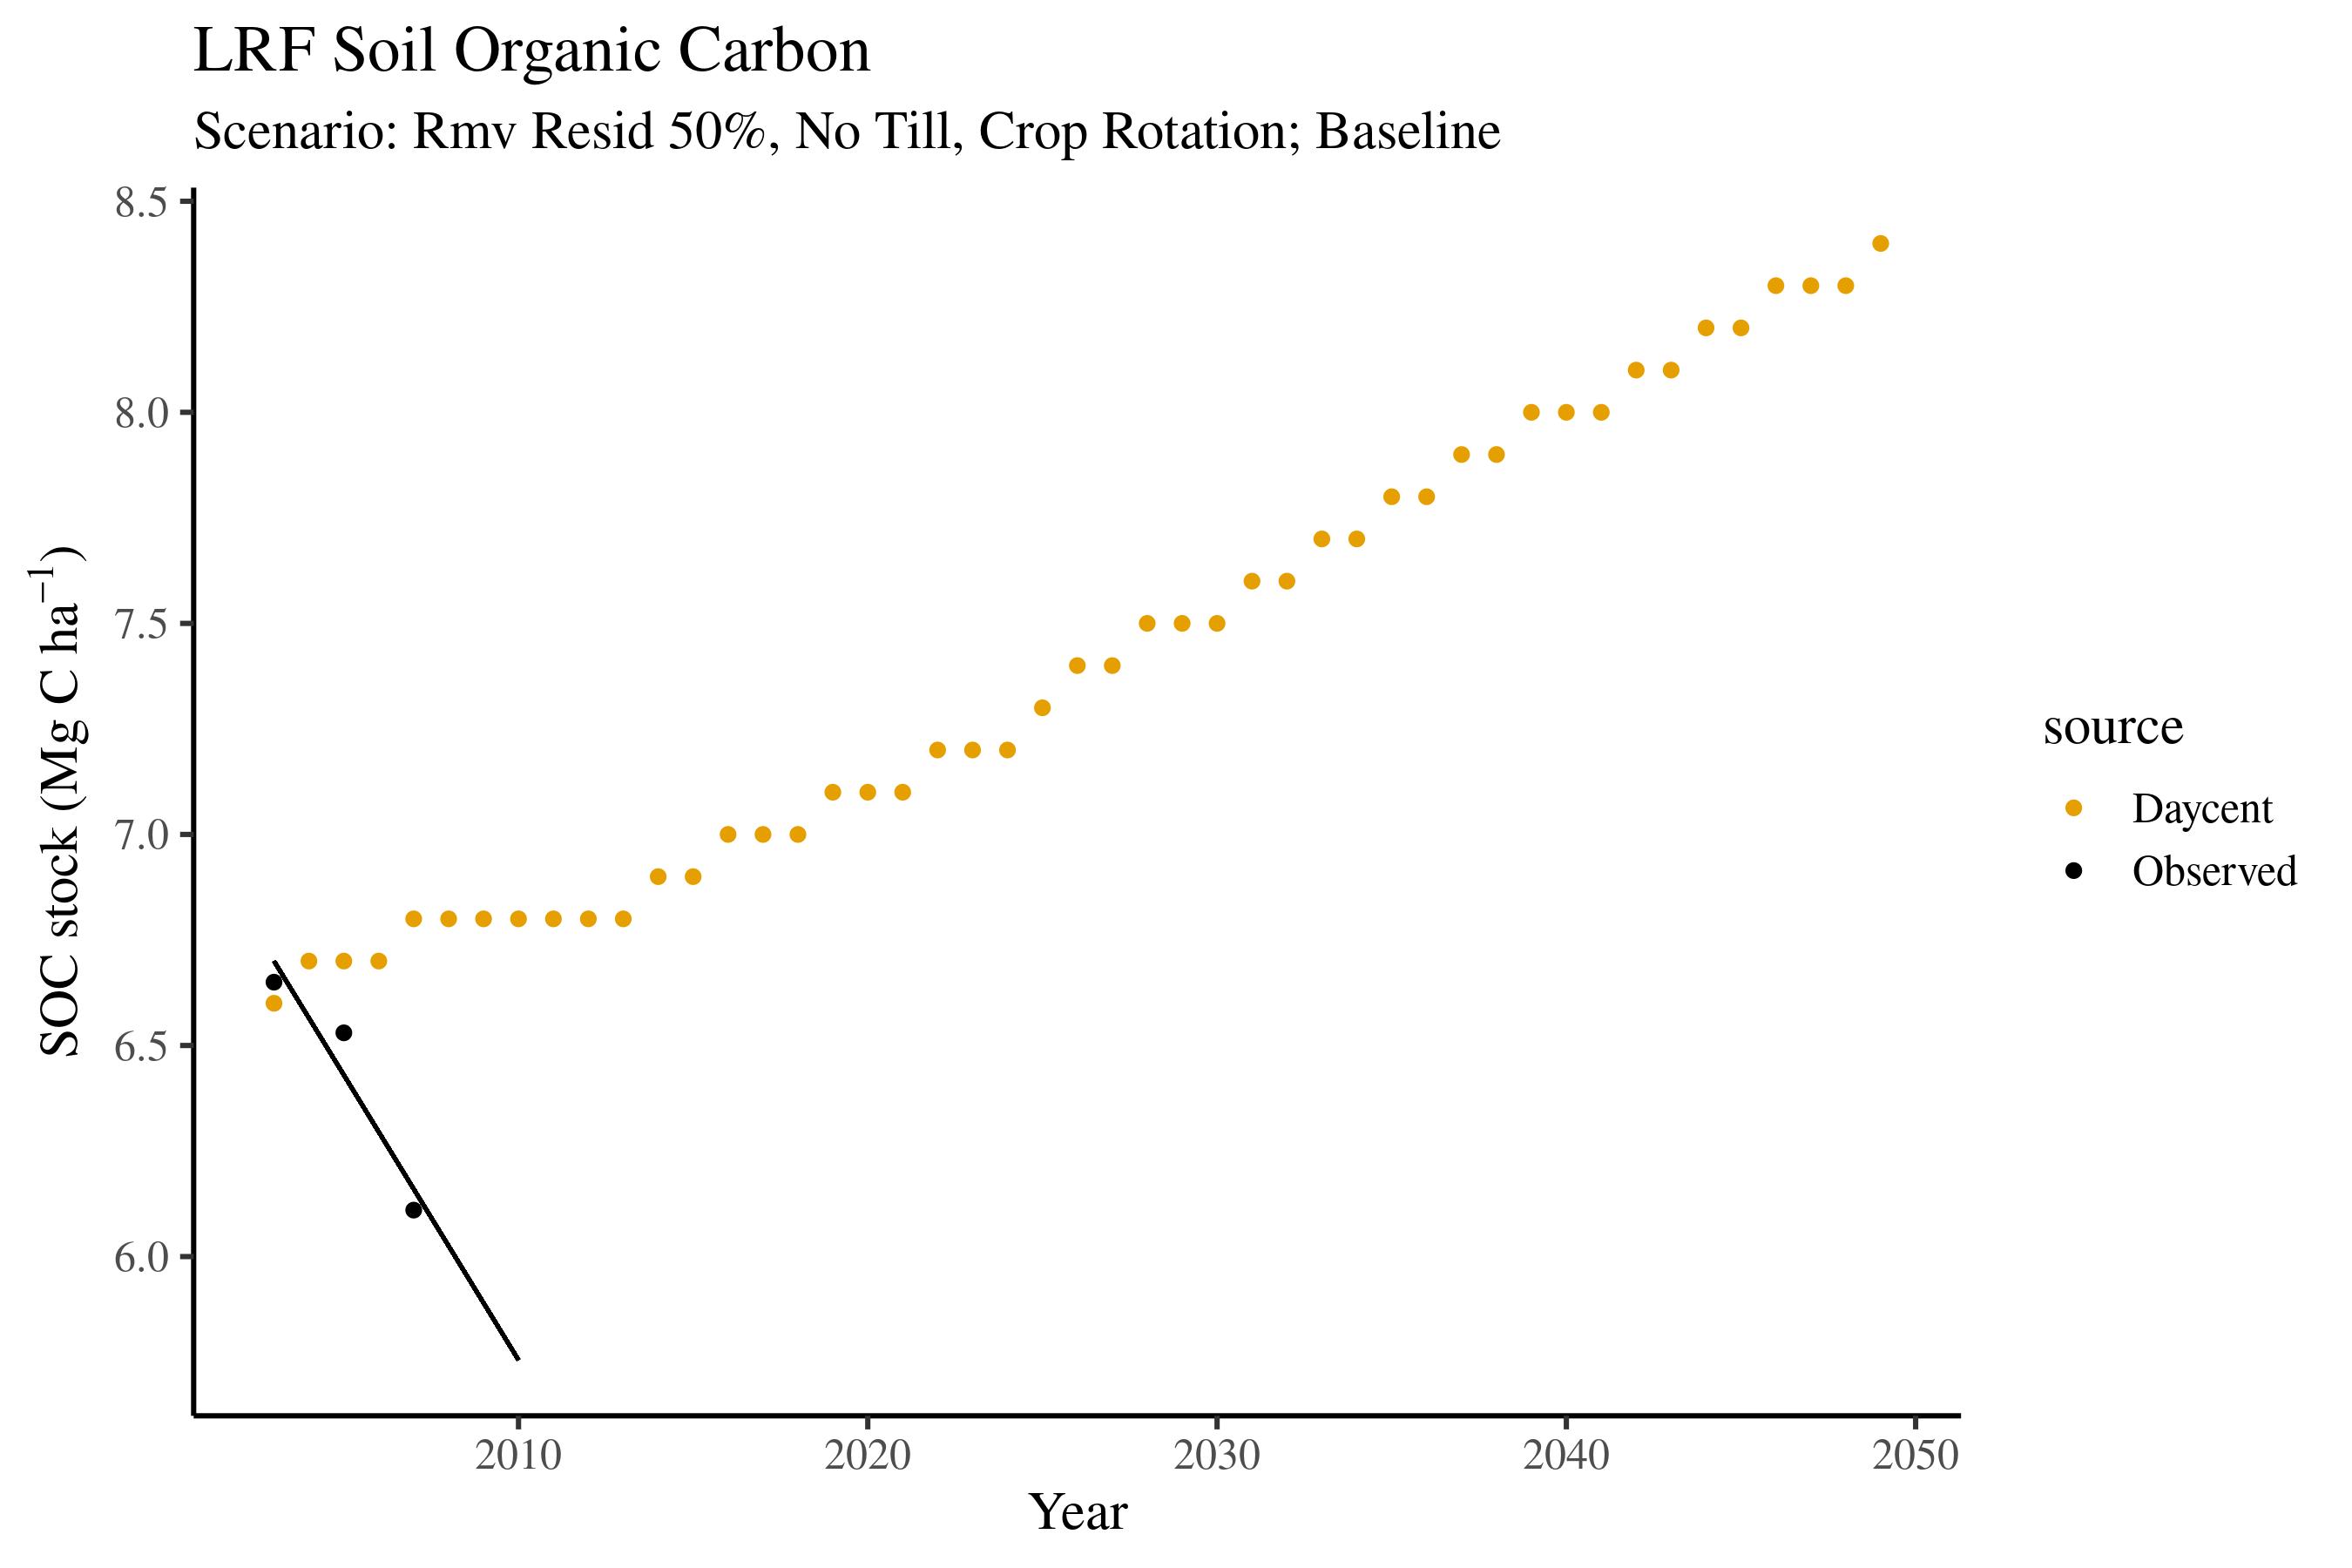 LRF Soil Organic Carbon
Scenario: Rmv Resid 50%, No Till, Crop Rotation; Baseline
8.5
8.0
7.5
7.0
6.5
6.0
SOC stock (Mg C ha⁻¹)
2010 2020 2030 2040 2050
Year
source
Daycent
Observed